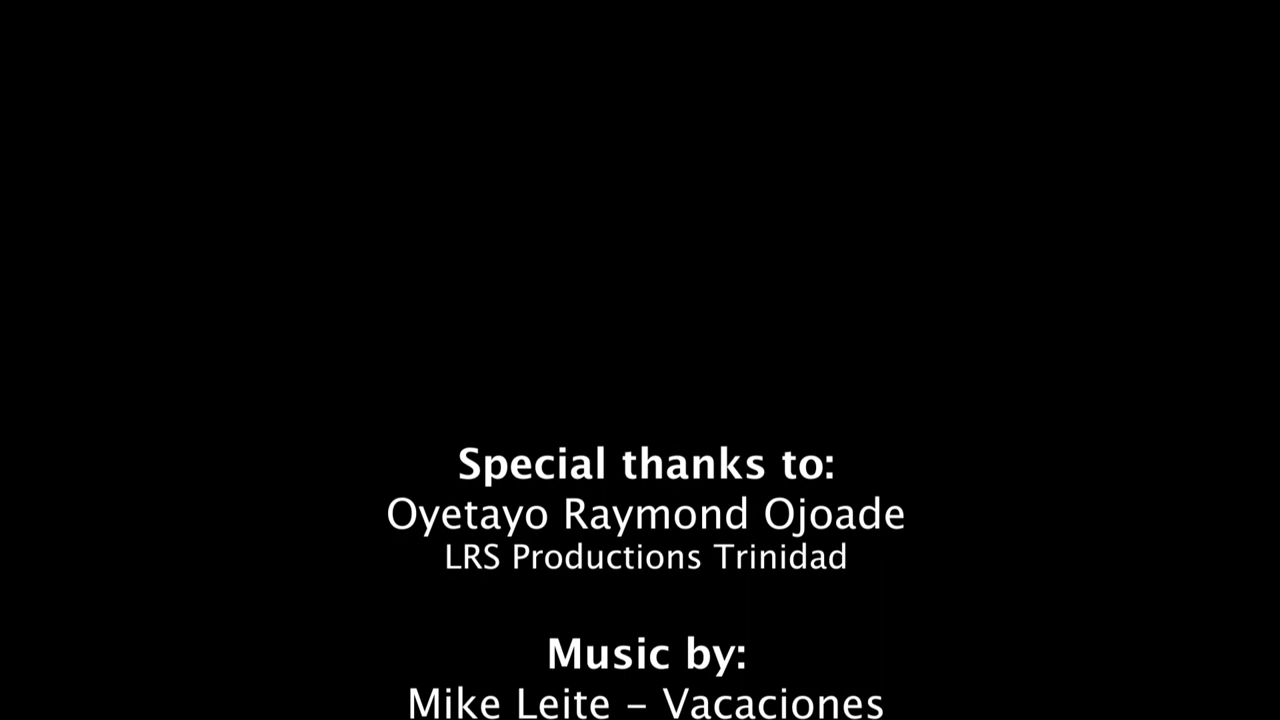 Special thanks to:
Oyetayo Raymond Ojoade
LRS Productions Trinidad
Music by:
Mike Leite – Vacaciones